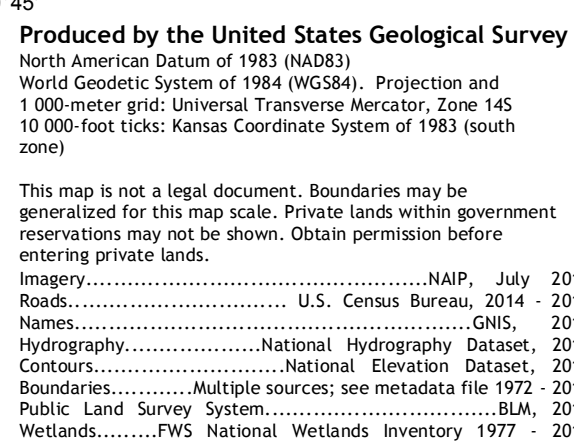 45
Produced by the United States Geological Survey
North American Datum of 1983 (NAD83)
World Geodetic System of 1984 (WGS84). Projection and
1 000-meter grid: Universal Transverse Mercator, Zone 14S
10 000-foot ticks: Kansas Coordinate System of 1983 (south
zone)
This map is not a legal document. Boundaries may be
generalized for this map scale. Private lands within government
reservations may not be shown. Obtain permission before
entering private lands.
Imagery.................................................NAIP, July
Roads............................... U.S. Census Bureau, 2014 -
Names.........................................................GNIS,
Hydrography....................National Hydrography Dataset,
Contours............................National Elevation Dataset,
Boundaries............Multiple sources; see metadata file 1972 -
Public Land Survey System.................................BLM,
Wetlands.........FWS National Wetlands Inventory 1977 -